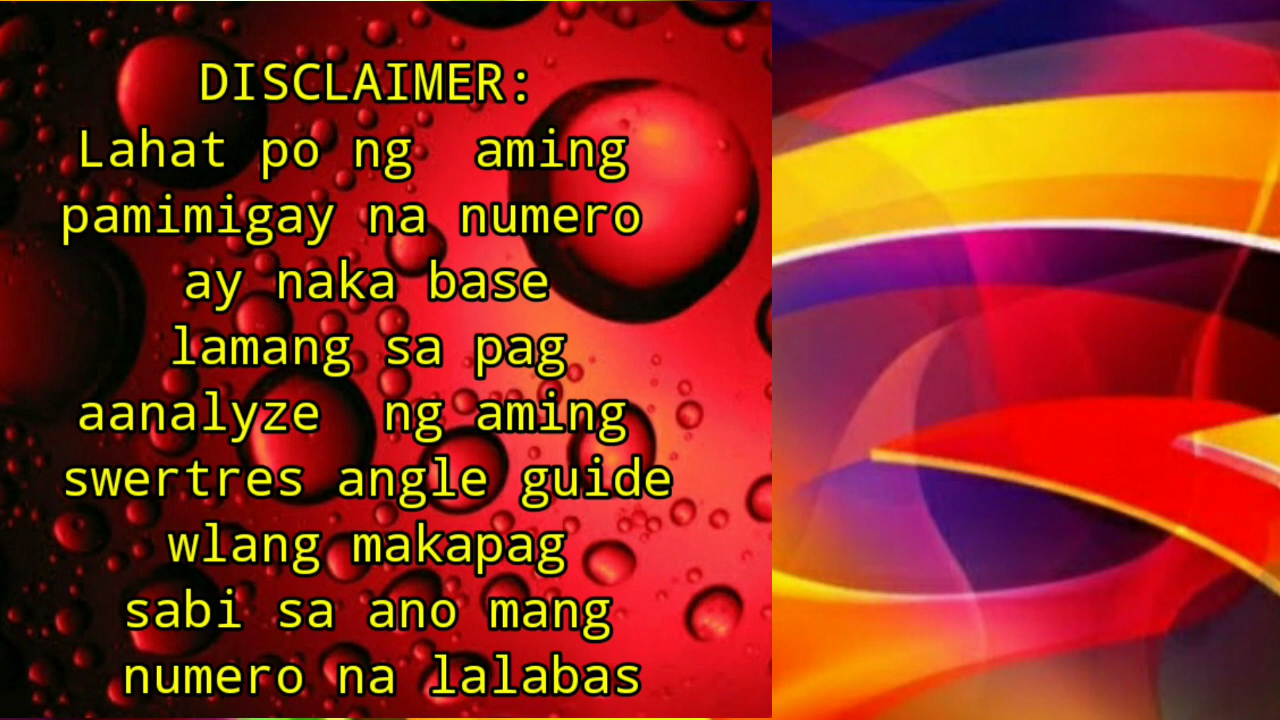 DISCLAIMER:
Lahat po ng aming
pamimigay na numero
ay naka base
lamang sa pag
aanalyze ng aming
swertres angle guide
wlang makapag
sabi sa ano mang
numero na lalabas